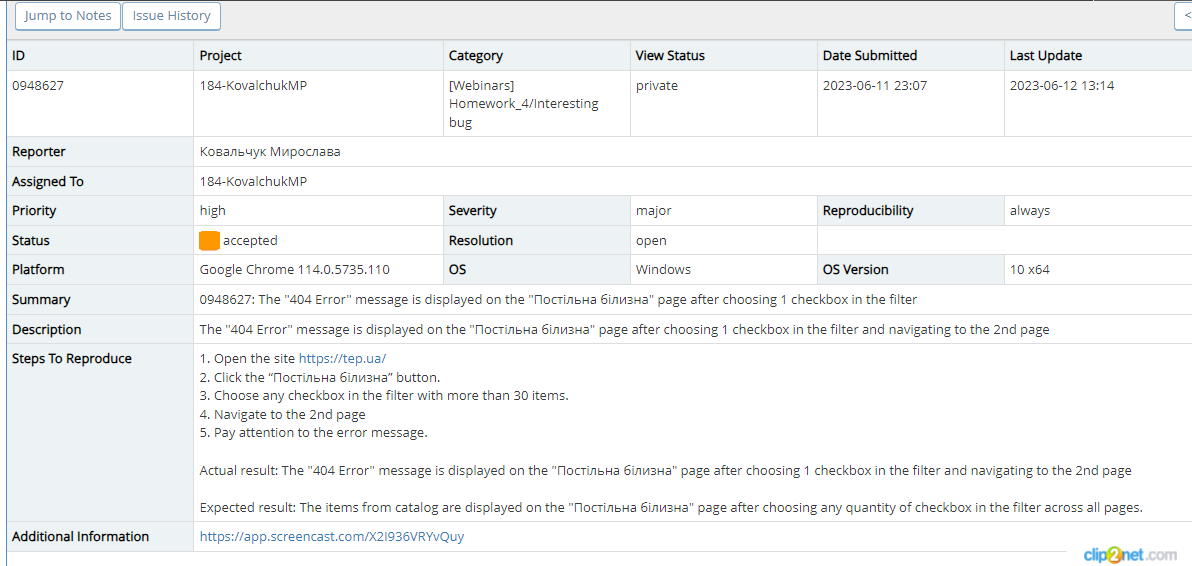 Jump to Notes Issue History <
ID Project Category View Status Date Submitted Last Update
0948627 184-KovalchukMP [Webinars] private 2023-06-11 23:07 2023-06-12 13:14
Homework_4/Interesting
bug
Reporter Ковальчук Мирослава
Assigned To 184-KovalchukMP
Priority high Severity major Reproducibility always
Status accepted Resolution open
Platform Google Chrome 114.0.5735.110 OS Windows OS Version 10 x64
Summary 0948627: The "404 Error" message is displayed on the "Постільна білизна" page after choosing 1 checkbox in the filter
Description The "404 Error" message is displayed on the "Постільна білизна" page after choosing 1 checkbox in the filter and navigating to the 2nd page
Steps To Reproduce 1. Open the site https://tep.ua/
2. Click the “Постільна білизна” button.
3. Choose any checkbox in the filter with more than 30 items.
4. Navigate to the 2nd page
5. Pay attention to the error message.
Actual result: The "404 Error" message is displayed on the "Постільна білизна" page after choosing 1 checkbox in the filter and navigating to the 2nd page
Expected result: The items from catalog are displayed on the "Постільна білизна" page after choosing any quantity of checkbox in the filter across all pages.
Additional Information https://app.screencast.com/X2I936VRYvQuy
clip2net.com